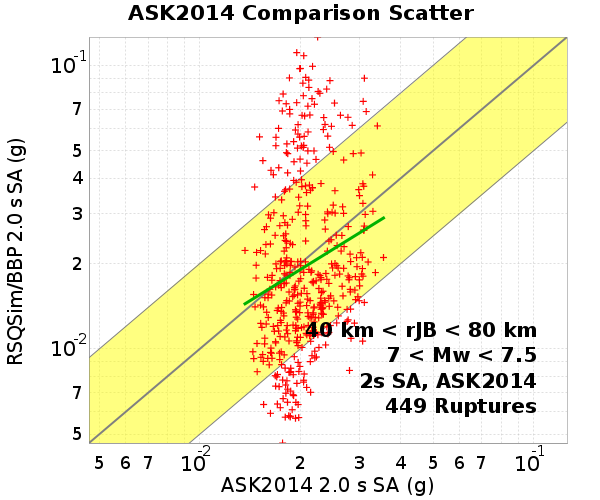 ASK2014 Comparison Scatter
RSQSim/BBP 2.0 s SA (g)
10⁻¹
7
5
4
3
2
10⁻²
7
5
40 km < rJB < 80 km
7 < Mw < 7.5
2s SA, ASK2014
449 Ruptures
5 6 7 10⁻² 2 3 4 5 6 7 10⁻¹
ASK2014 2.0 s SA (g)